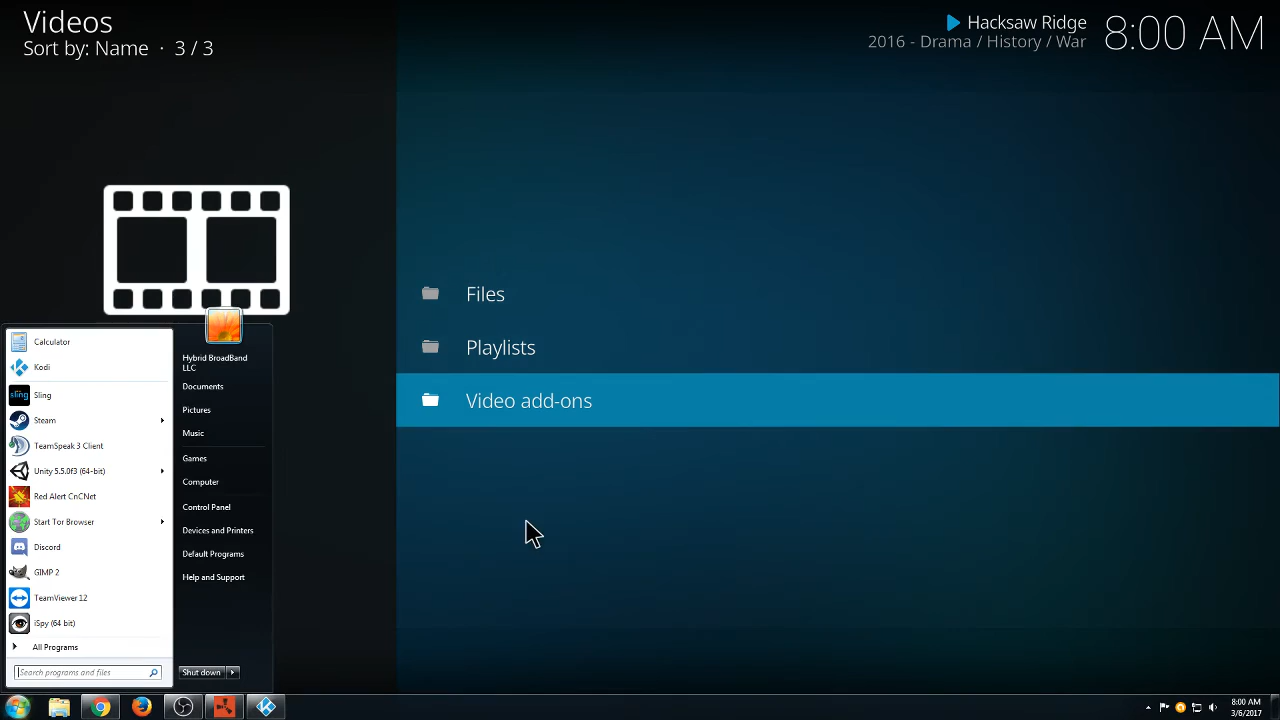 Videos
Sort by: Name · 3 / 3
Hacksaw Ridge
2016 - Drama / History / War
8:00 AM
Files
Playlists
Video add-ons
Calculator
Kodi
sling
Sling
Steam
TeamSpeak 3 Client
Unity 5.5.0f3 (64-bit)
Red Alert CnCNet
Start Tor Browser
Discord
GIMP 2
TeamViewer 12
iSpy (64 bit)
All Programs
Search programs and files
Hybrid BroadBand
LLC
Documents
Pictures
Music
Games
Computer
Control Panel
Devices and Printers
Default Programs
Help and Support
Shut down
8:00 AM
3/6/2017